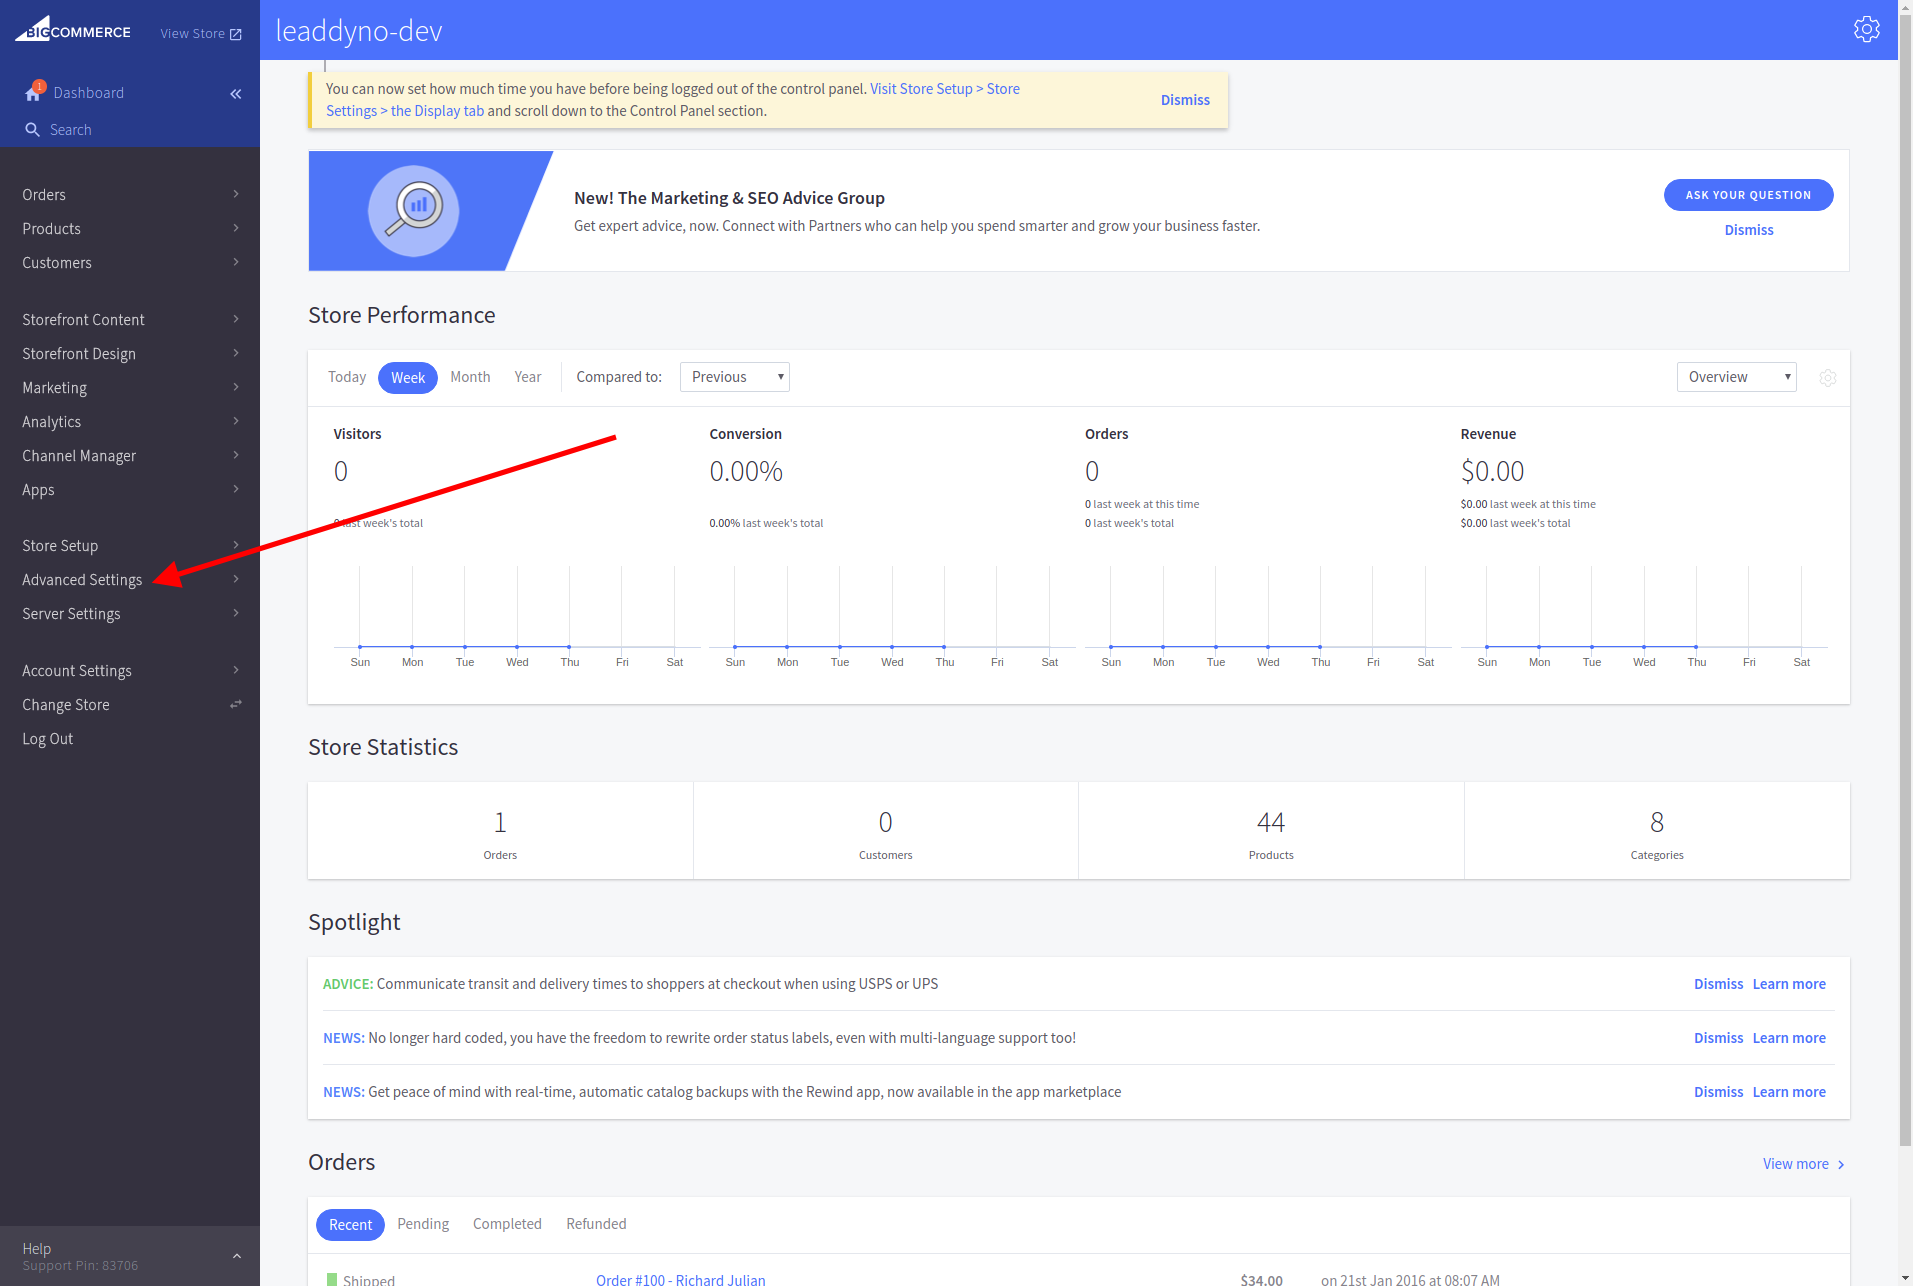 BIGCOMMERCE
View Store
leaddyno-dev
1
Dashboard
Search
Orders
Products
Customers
Storefront Content
Storefront Design
Marketing
Analytics
Channel Manager
Apps
Store Setup
Advanced Settings
Server Settings
Account Settings
Change Store
Log Out
Help
Support Pin: 83706
You can now set how much time you have before being logged out of the control panel. Visit Store Setup > Store
Settings > the Display tab and scroll down to the Control Panel section.
Dismiss
New! The Marketing & SEO Advice Group
Get expert advice, now. Connect with Partners who can help you spend smarter and grow your business faster.
ASK YOUR QUESTION
Dismiss
Store Performance
Today Week Month Year Compared to: Previous Overview
Visitors
0
0 last week's total
Sun Mon Tue Wed Thu Fri Sat
Conversion
0.00%
0.00% last week's total
Sun Mon Tue Wed Thu Fri Sat
Orders
0
0 last week at this time
0 last week's total
Sun Mon Tue Wed Thu Fri Sat
Revenue
$0.00
$0.00 last week at this time
$0.00 last week's total
Sun Mon Tue Wed Thu Fri Sat
Store Statistics
1
Orders
0
Customers
44
Products
8
Categories
Spotlight
ADVICE: Communicate transit and delivery times to shoppers at checkout when using USPS or UPS Dismiss Learn more
NEWS: No longer hard coded, you have the freedom to rewrite order status labels, even with multi-language support too! Dismiss Learn more
NEWS: Get peace of mind with real-time, automatic catalog backups with the Rewind app, now available in the app marketplace Dismiss Learn more
Orders
View more
Recent Pending Completed Refunded
Shipped Order #100 - Richard Julian $34.00 on 21st Jan 2016 at 08:07 AM